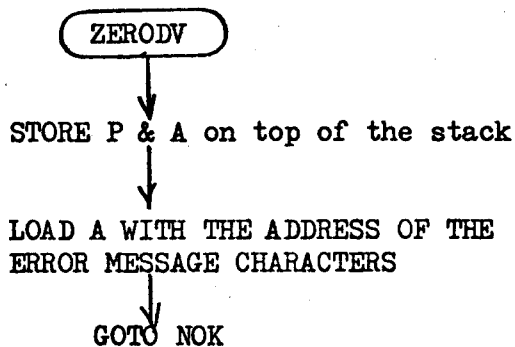 ZERODV
STORE P & A on top of the stack
LOAD A WITH THE ADDRESS OF THE
ERROR MESSAGE CHARACTERS
GOTO NOK